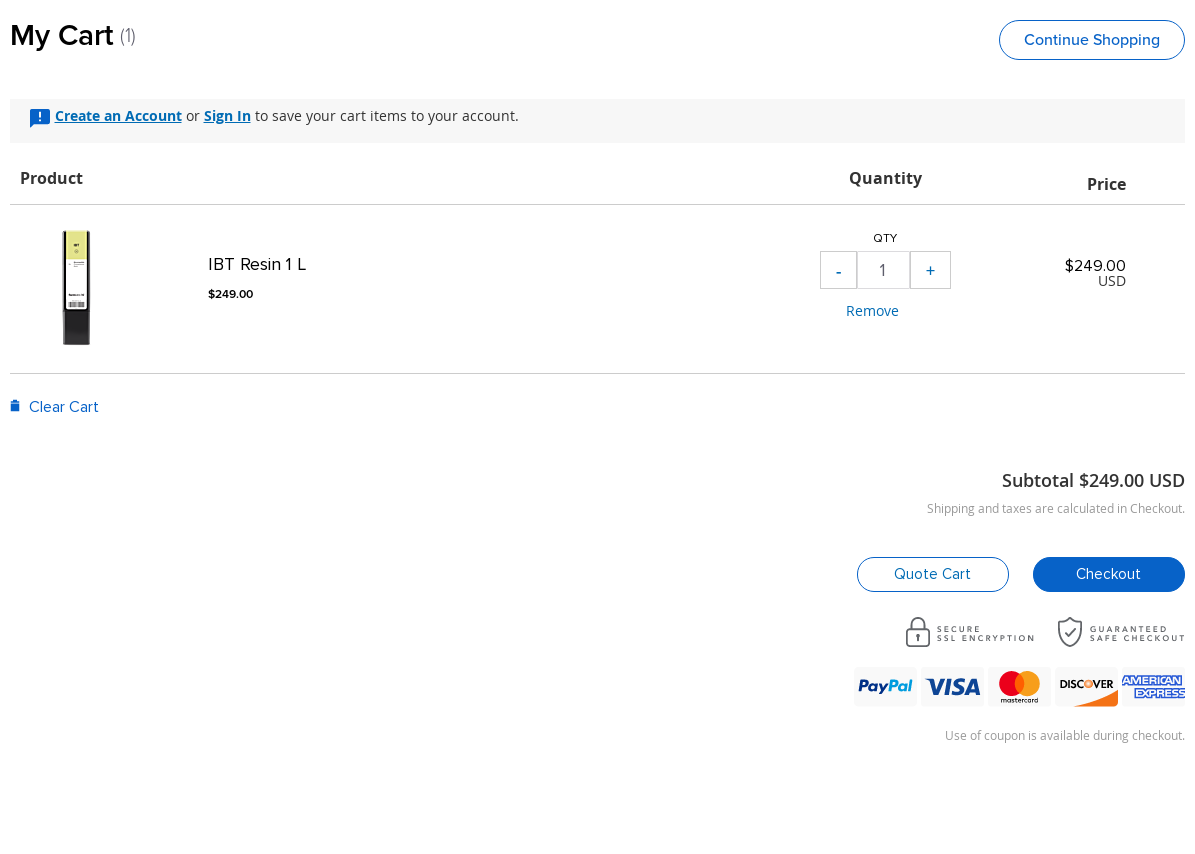 My Cart (1)
Continue Shopping
Create an Account or Sign In to save your cart items to your account.
Product
Quantity
Price
IBT Resin 1 L
$249.00
QTY
- 1 +
Remove
$249.00
USD
Clear Cart
Subtotal $249.00 USD
Shipping and taxes are calculated in Checkout.
Quote Cart
Checkout
SECURE
SSL ENCRYPTION
GUARANTEED
SAFE CHECKOUT
PayPal
VISA
mastercard
DISCOVER
AMERICAN
EXPRESS
Use of coupon is available during checkout.